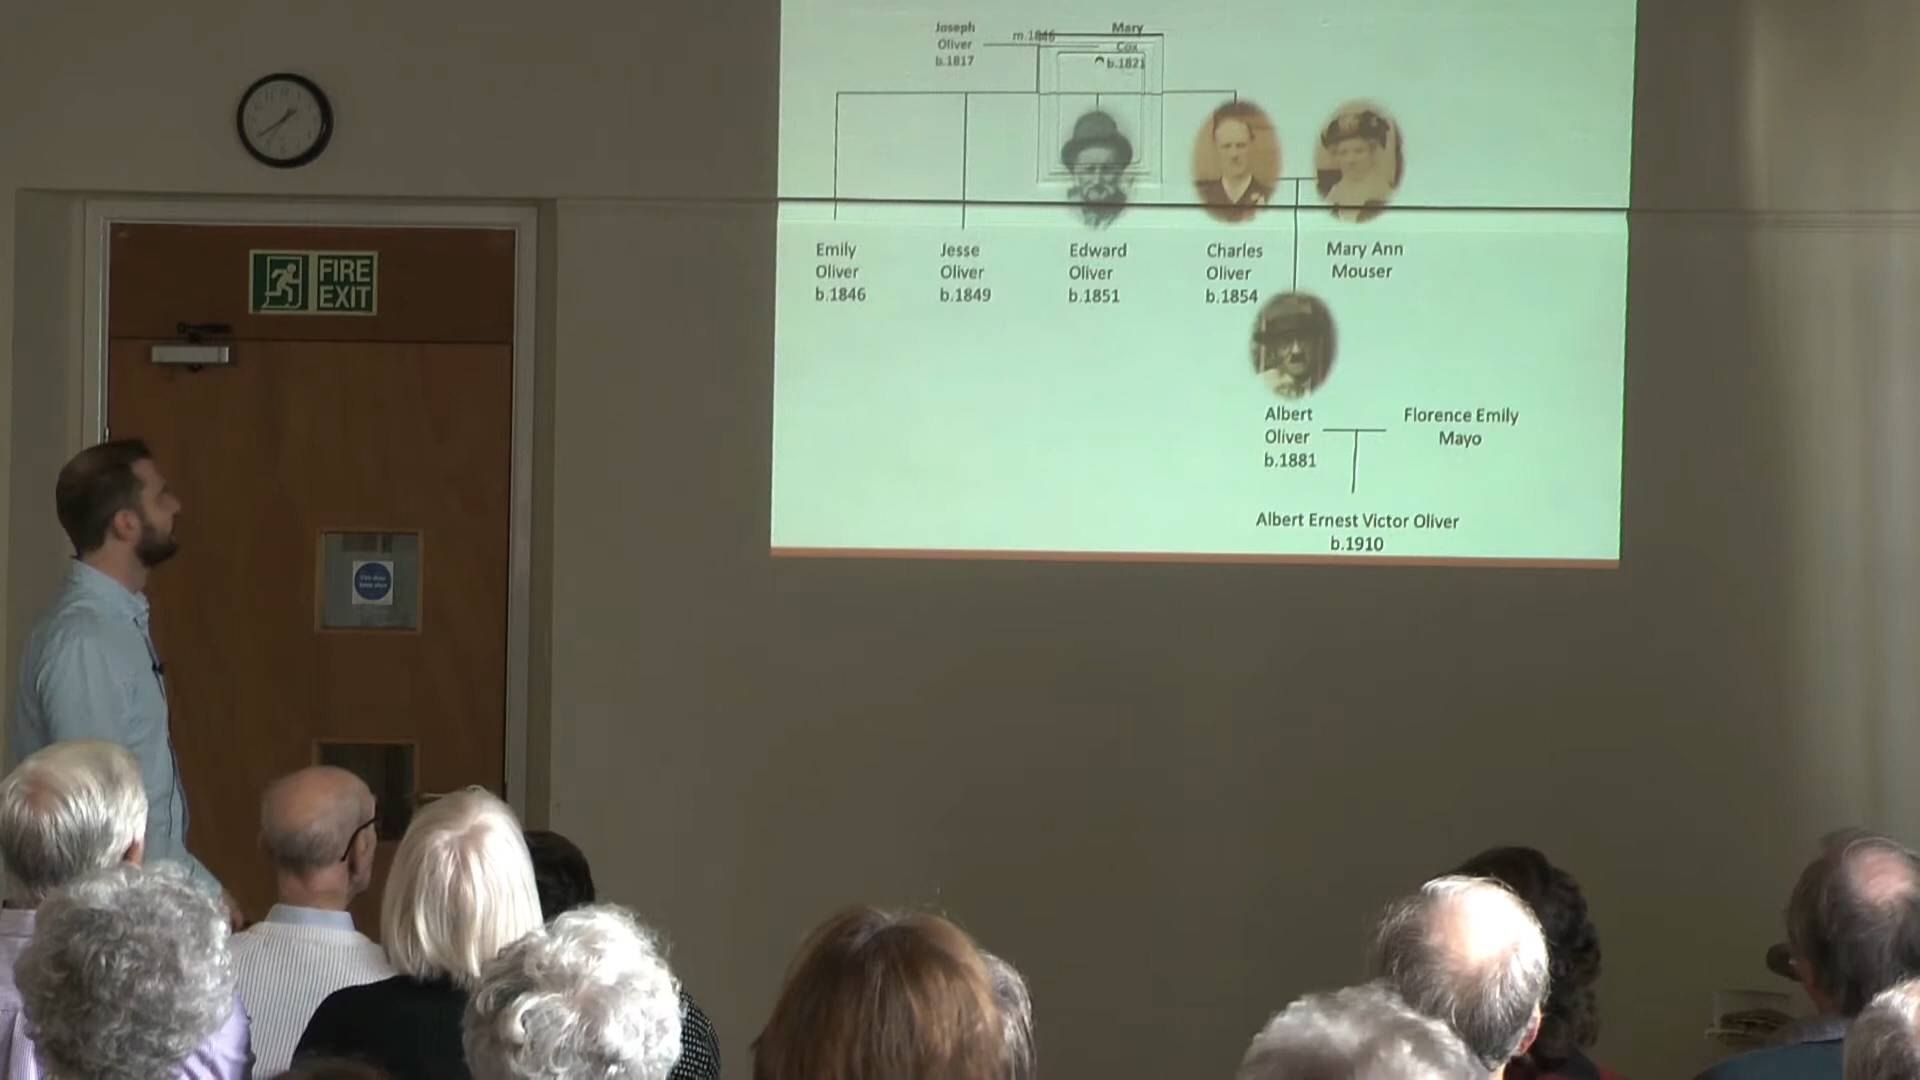 Joseph
Oliver
b.1817
m.1846
Mary
Cox
b.1821
Emily
Oliver
b.1846
Jesse
Oliver
b.1849
Edward
Oliver
b.1851
Charles
Oliver
b.1854
Mary Ann
Mouser
Albert
Oliver
b.1881
Florence Emily
Mayo
Albert Ernest Victor Oliver
b.1910
FIRE
EXIT